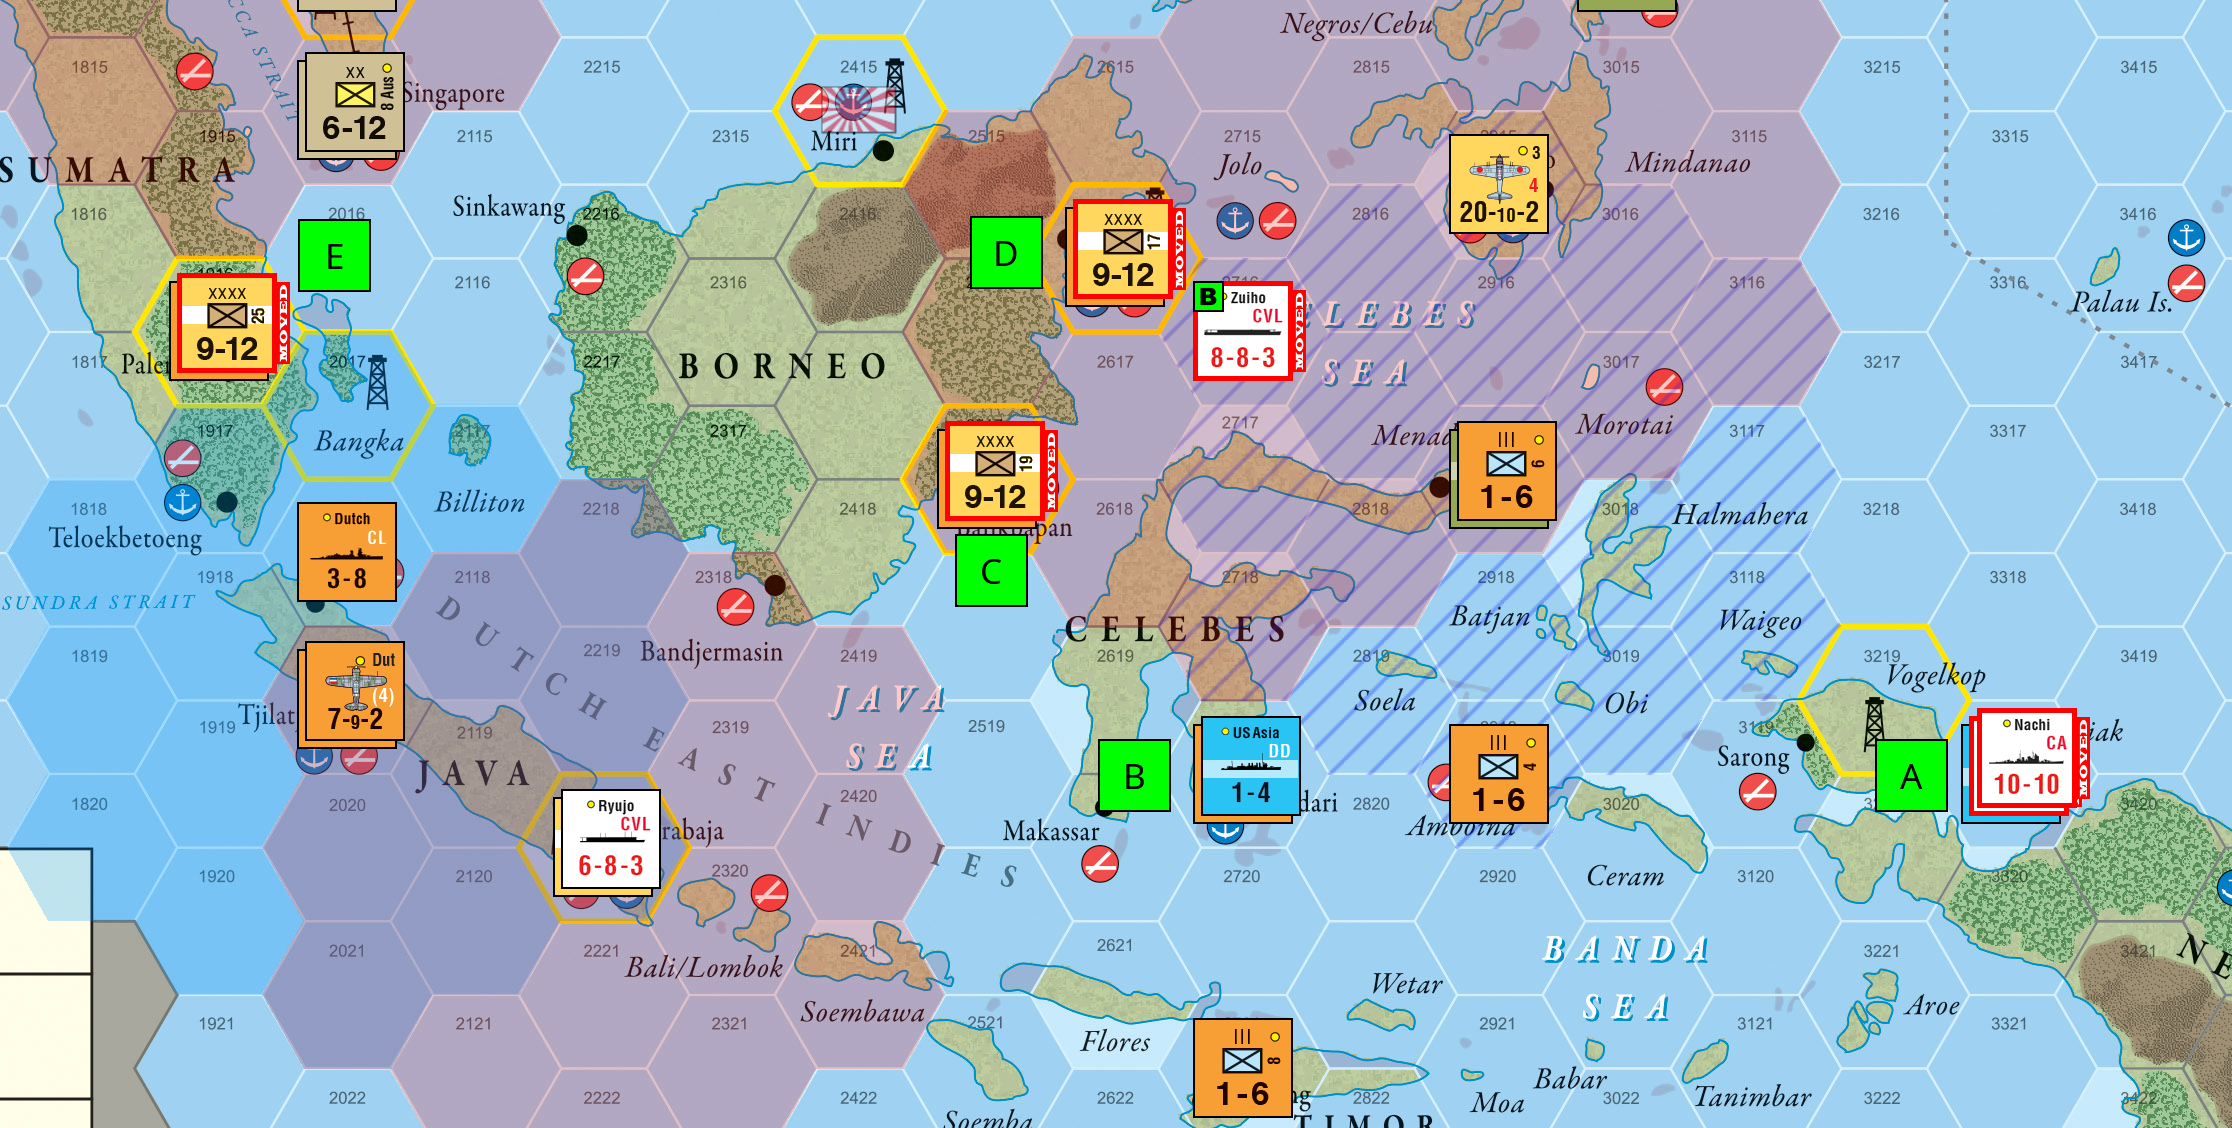 Negros/Cebu
1815
2215
2415
2615
2815
3015
3215
3415
CCA STRAIT
XX
8 Aus
6-12
Singapore
1915
2115
2315
Miri
2515
2715
Jolo
3
4
20-10-2
Mindanao
3115
3315
SUMATRA
1816
2016
Sinkawang
2216
2416
2816
3016
3216
3416
E
D
XXXX
17
9-12
MOVED
2116
2316
2716
2916
3116
3316
Palau Is.
XXXX
25
9-12
MOVED
B
Zuiho
CVL
8-8-3
MOVED
CELEBES
SEA
1817
2017
2217
BORNEO
2617
3017
3217
3417
Morotai
1917
Bangka
2117
2317
XXXX
19
9-12
MOVED
2717
III
6
1-6
3117
3317
1818
Teloekbetoeng
Billiton
2218
2418
2618
2818
3018
Halmahera
3218
3418
Dutch
CL
3-8
C
1918
SUNDRA STRAIT
2118
2318
2718
2918
3118
3318
Batjan
Waigeo
CELEBES
1819
2219
Bandjermasin
2419
2619
2819
3019
3219
3419
Vogelkop
Dut
(4)
7-9-2
DUTCH EAST INDIES
JAVA
SEA
Soela
Obi
1919
2119
2319
2519
B
US Asia
DD
1-4
III
4
1-6
3119
Sarong
A
Nachi
CA
10-10
MOVED
JAVA
1820
2020
Ryujo
CVL
6-8-3
2420
Makassar
2820
Amboina
3020
3420
1920
2120
2320
2720
2920
Ceram
3120
3320
2021
2221
Bali/Lombok
2421
2621
BANDA
SEA
3221
3421
NE
Soembawa
Wetar
Aroe
1921
2121
2321
2521
Flores
III
8
1-6
2921
3121
3321
2022
2222
2422
2622
2822
Moa
Babar
3022
Tanimbar
3222
3422
Soemba
TIMOR